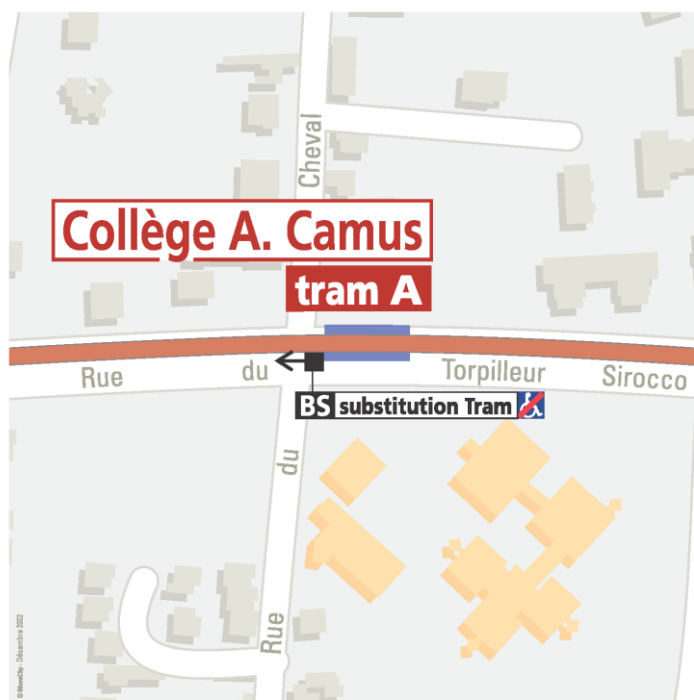 Cheval
Collège A. Camus
tram A
Rue du Torpilleur Sirocco
BS substitution Tram
du
Rue
© MoveCity - Décembre 2022